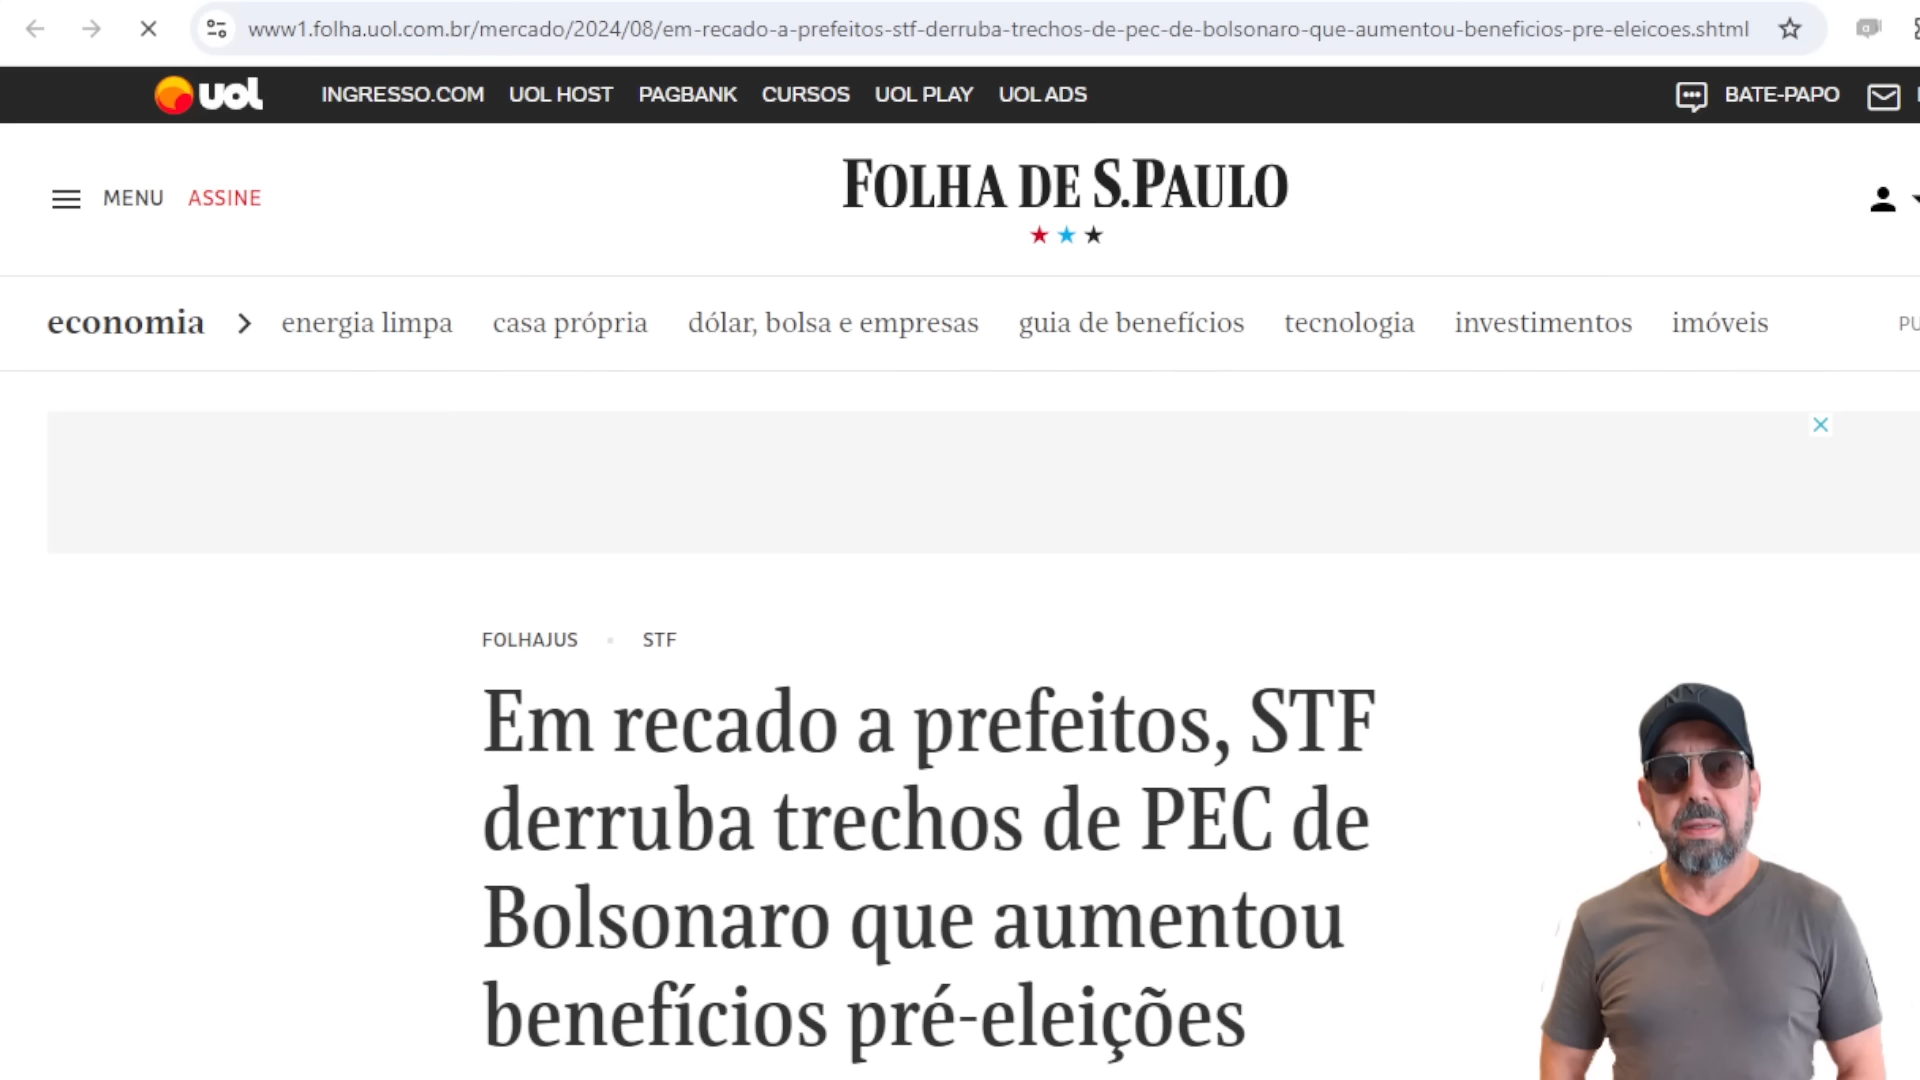 www1.folha.uol.com.br/mercado/2024/08/em-recado-a-prefeitos-stf-derruba-trechos-de-pec-de-bolsonaro-que-aumentou-beneficios-pre-eleicoes.shtml
uol INGRESSO.COM UOL HOST PAGBANK CURSOS UOL PLAY UOL ADS BATE-PAPO
MENU ASSINE FOLHA DE S.PAULO
economia energia limpa casa própria dólar, bolsa e empresas guia de benefícios tecnologia investimentos imóveis PU
FOLHAJUS STF
Em recado a prefeitos, STF
derruba trechos de PEC de
Bolsonaro que aumentou
benefícios pré-eleições